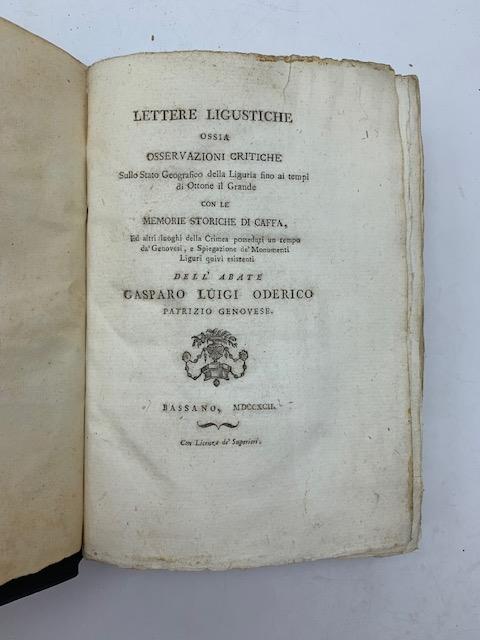 LETTERE LIGUSTICHE
OSSIA
OSSERVAZIONI CRITICHE
Sullo Stato Geografico della Liguria fino ai tempi
di Ottone il Grande
CON LE
MEMORIE STORICHE DI CAFFA,
Ed altri luoghi della Crimea posseduti un tempo
da' Genovesi, e Spiegazione de' Monumenti
Liguri quivi esistenti
DELL' ABATE
GASPARO LUIGI ODERICO
PATRIZIO GENOVESE.
BASSANO, MDCCXCII.
Con Licenza de' Superiori.